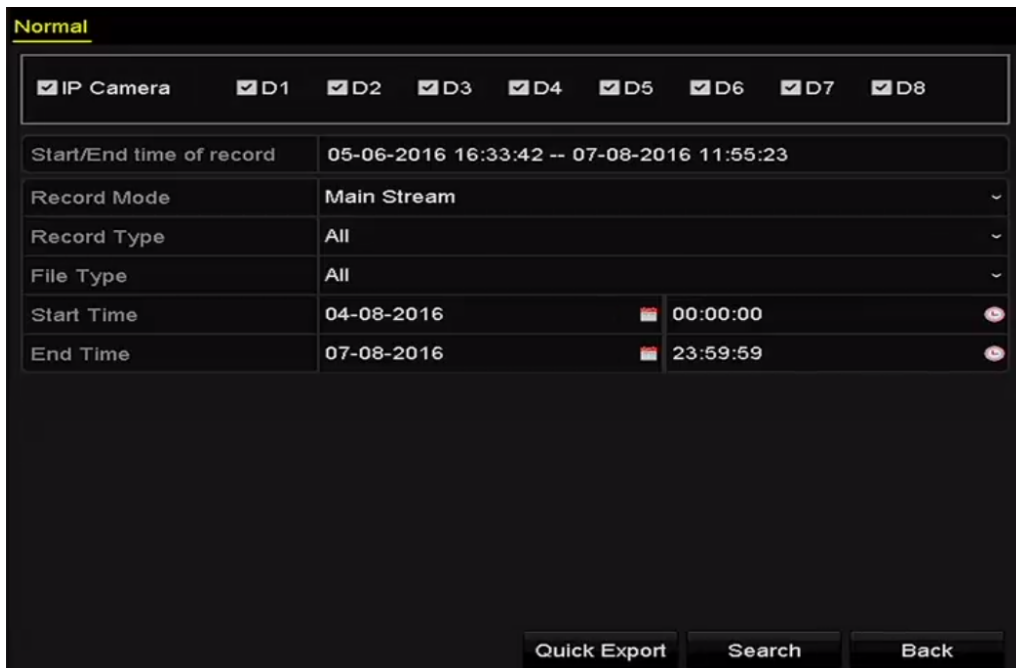 Normal
IP Camera D1 D2 D3 D4 D5 D6 D7 D8
Start/End time of record 05-06-2016 16:33:42 -- 07-08-2016 11:55:23
Record Mode Main Stream
Record Type All
File Type All
Start Time 04-08-2016 00:00:00
End Time 07-08-2016 23:59:59
Quick Export Search Back